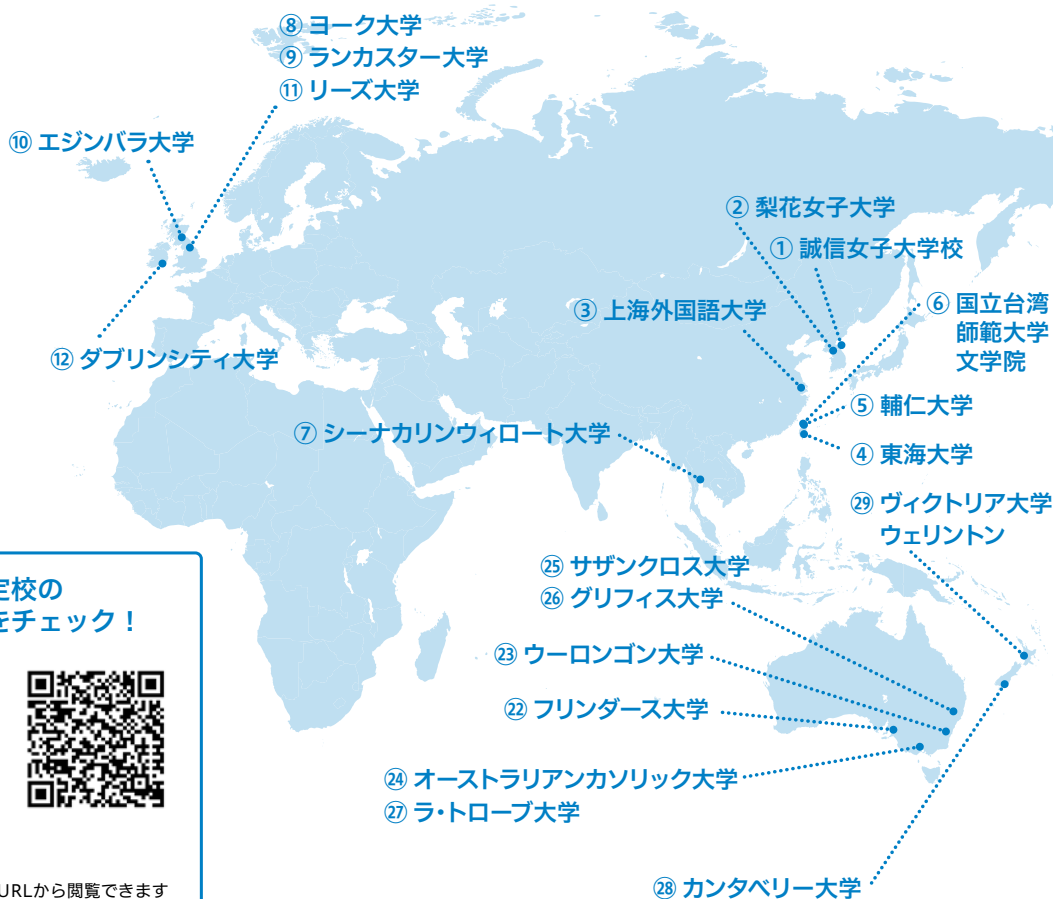 ⑧ ヨーク大学
⑨ ランカスター大学
⑪ リーズ大学
⑩ エジンバラ大学
② 梨花女子大学
① 誠信女子大学校
③ 上海外国語大学
⑥ 国立台湾
師範大学
文学院
⑫ ダブリンシティ大学
⑤ 輔仁大学
⑦ シーナカリンウィロート大学
④ 東海大学
㉙ ヴィクトリア大学
ウェリントン
㉕ サザンクロス大学
㉖ グリフィス大学
㉓ ウーロンゴン大学
㉒ フリンダース大学
㉔ オーストラリアンカソリック大学
㉗ ラ・トローブ大学
㉘ カンタベリー大学
定校の
をチェック！
URLから閲覧できます